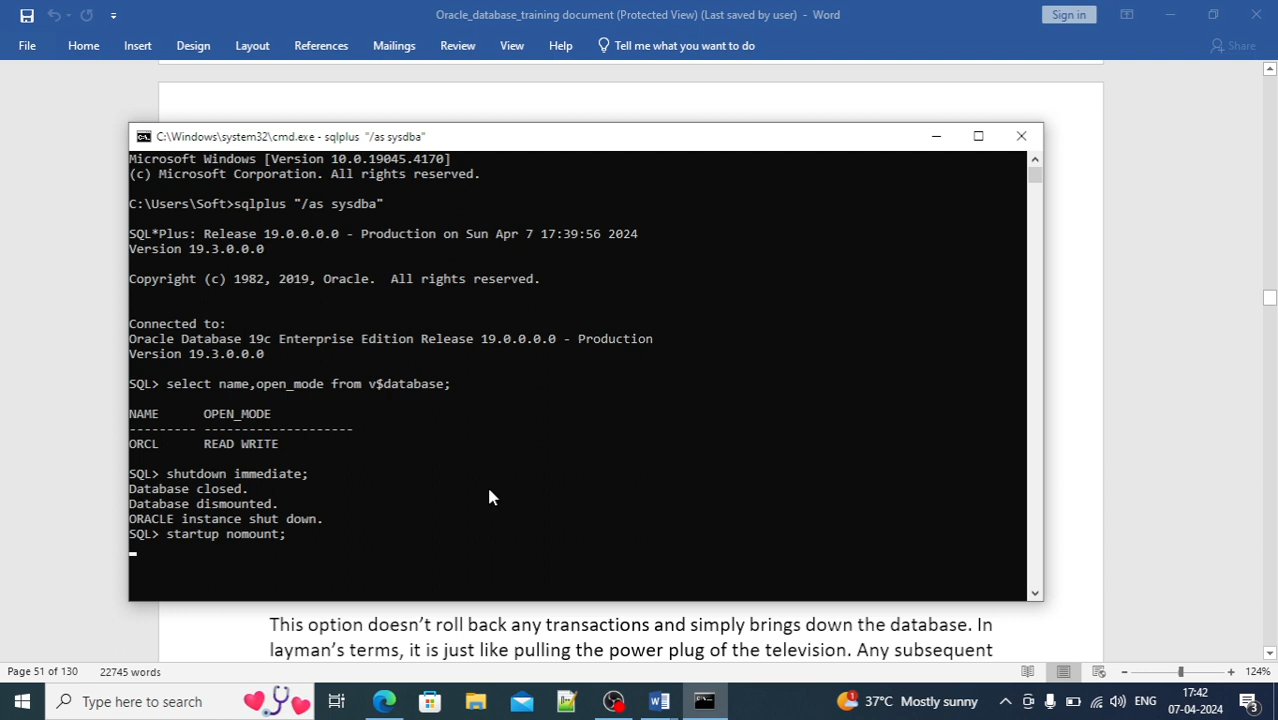 Oracle_database_training document (Protected View) (Last saved by user) - Word
Sign in
File Home Insert Design Layout References Mailings Review View Help Tell me what you want to do Share
C:\Windows\system32\cmd.exe - sqlplus "/as sysdba"
Microsoft Windows [Version 10.0.19045.4170]
(c) Microsoft Corporation. All rights reserved.
C:\Users\Soft>sqlplus "/as sysdba"
SQL*Plus: Release 19.0.0.0.0 - Production on Sun Apr 7 17:39:56 2024
Version 19.3.0.0.0
Copyright (c) 1982, 2019, Oracle. All rights reserved.
Connected to:
Oracle Database 19c Enterprise Edition Release 19.0.0.0.0 - Production
Version 19.3.0.0.0
SQL> select name,open_mode from v$database;
NAME OPEN_MODE
--------- --------------------
ORCL READ WRITE
SQL> shutdown immediate;
Database closed.
Database dismounted.
ORACLE instance shut down.
SQL> startup nomount;
This option doesn’t roll back any transactions and simply brings down the database. In
layman’s terms, it is just like pulling the power plug of the television. Any subsequent
Page 51 of 130 22745 words 124%
Type here to search 37°C Mostly sunny ENG 17:42
07-04-2024 3